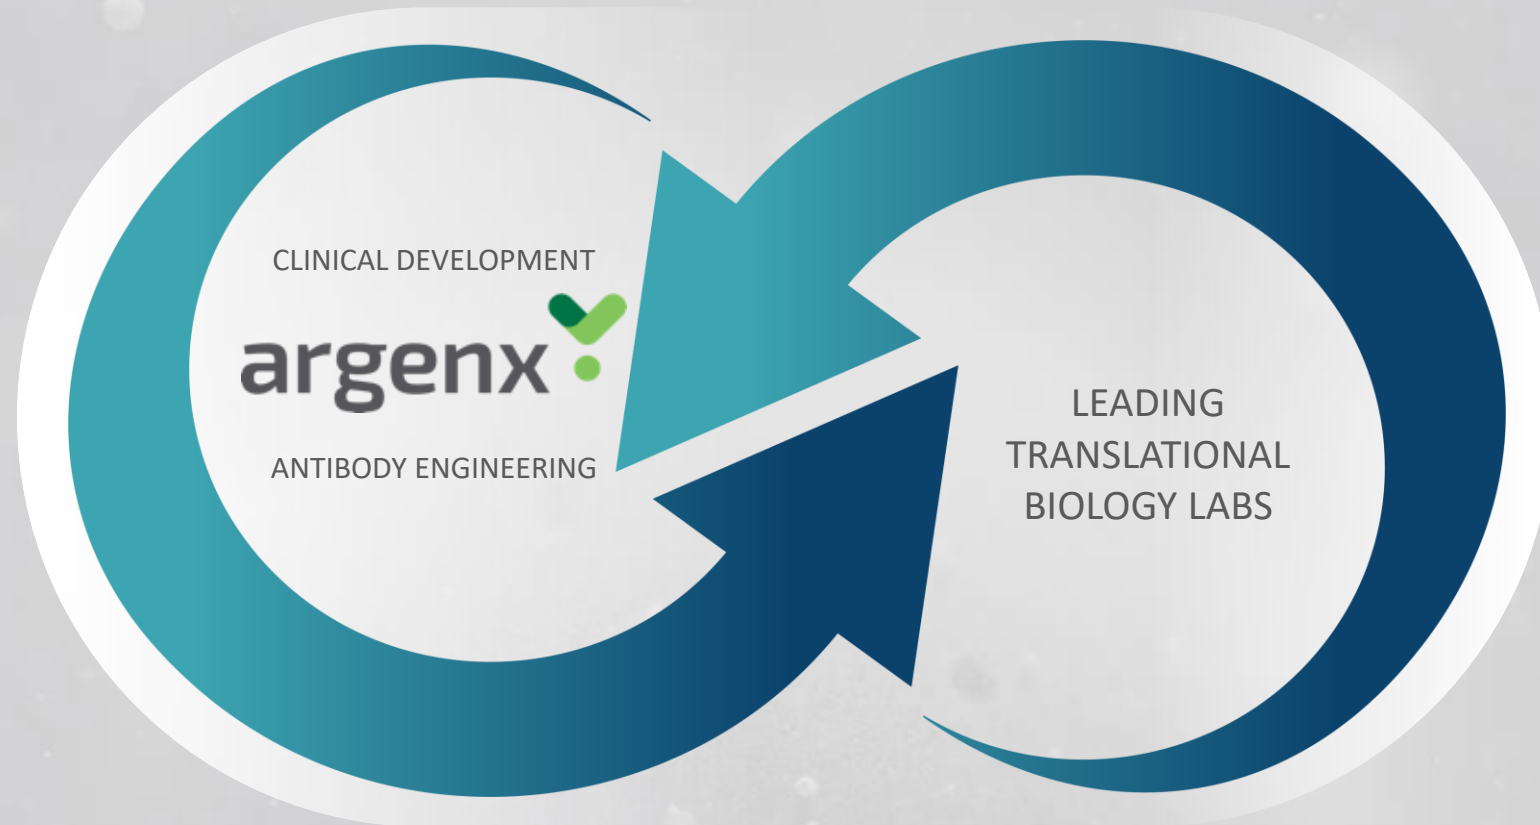 CLINICAL DEVELOPMENT
argenx
ANTIBODY ENGINEERING
LEADING
TRANSLATIONAL
BIOLOGY LABS